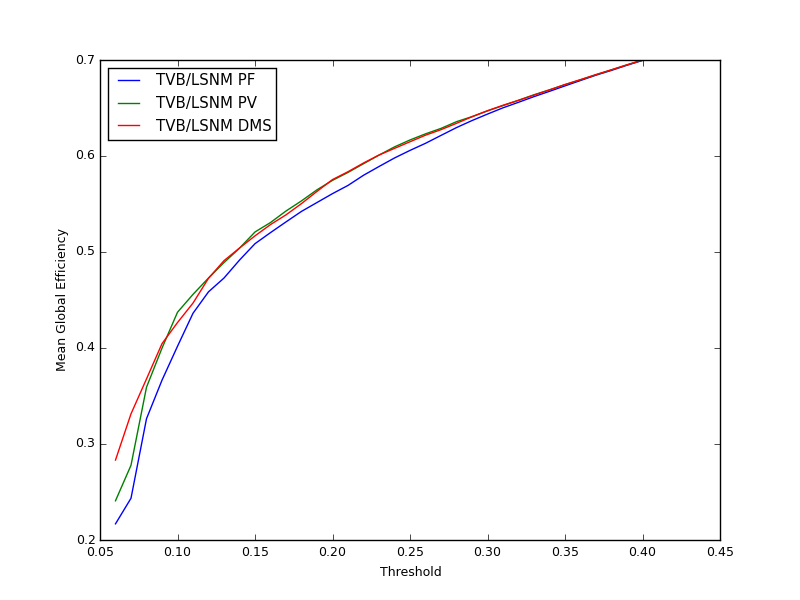 TVB/LSNM PF
TVB/LSNM PV
TVB/LSNM DMS
0.7
0.6
0.5
0.4
0.3
0.2
Mean Global Efficiency
0.05 0.10 0.15 0.20 0.25 0.30 0.35 0.40 0.45
Threshold